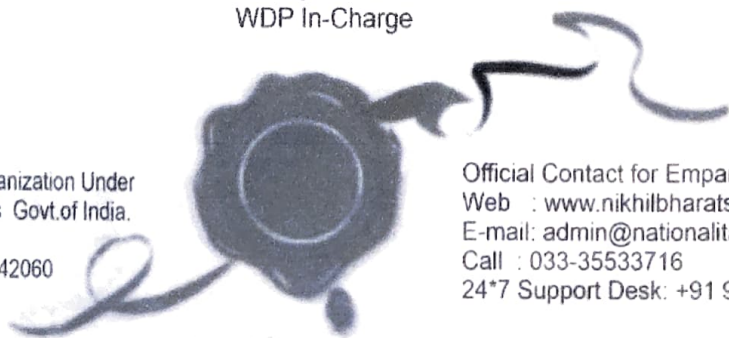 WDP In-Charge
anization Under
s Govt.of India.
42060
Official Contact for Empa
Web : www.nikhilbharats
E-mail: admin@nationalit
Call : 033-35533716
24*7 Support Desk: +91 9